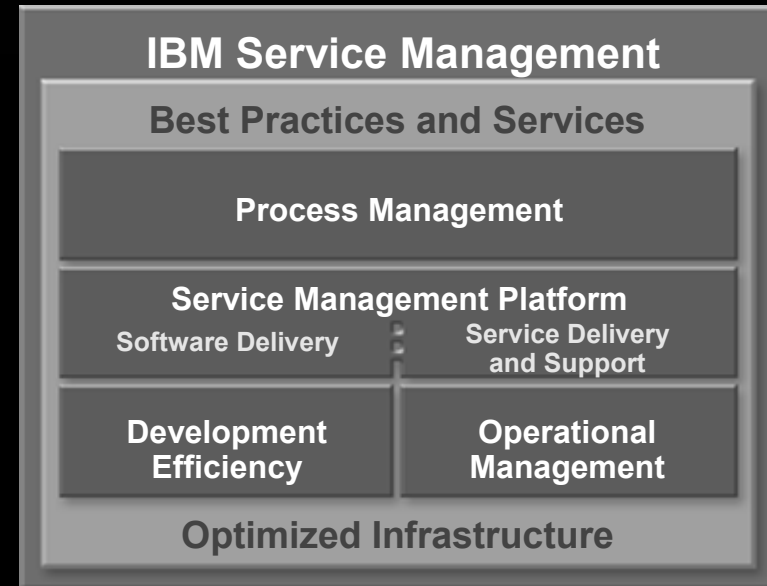 IBM Service Management
Best Practices and Services
Process Management
Service Management Platform
Software Delivery
Service Delivery
and Support
Development
Efficiency
Operational
Management
Optimized Infrastructure